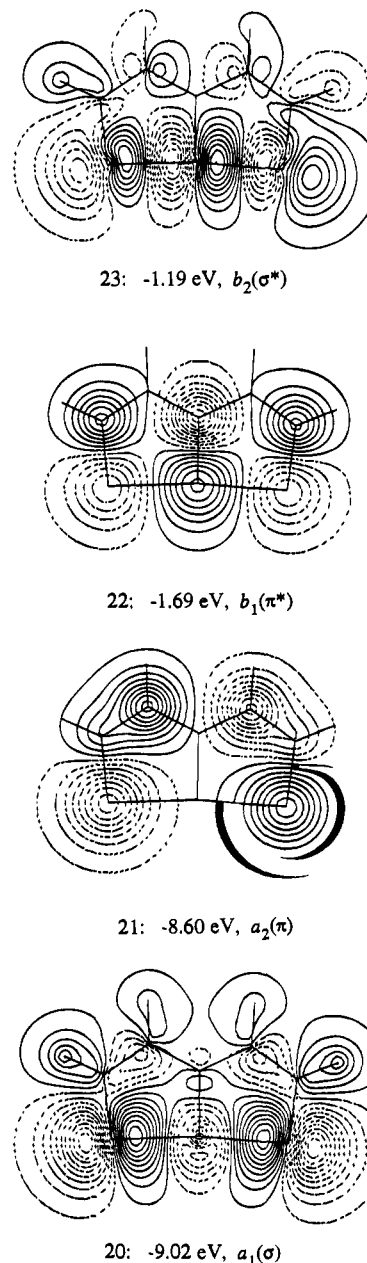 23: -1.19 eV, b₂(σ*)
22: -1.69 eV, b₁(π*)
21: -8.60 eV, a₂(π)
20: -9.02 eV, a₁(σ)